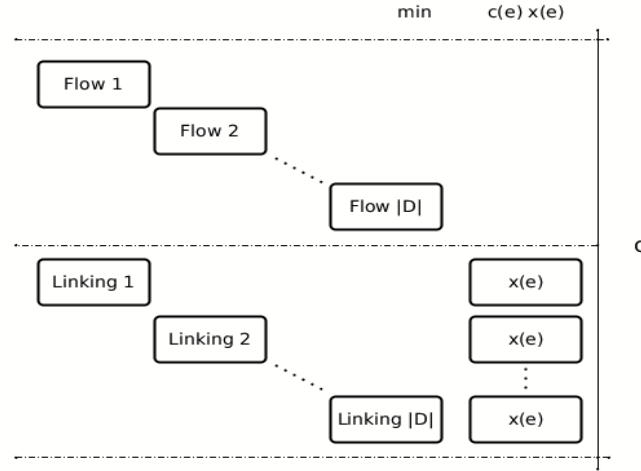 min c(e) x(e)
Flow 1
Flow 2
Flow |D|
Linking 1 x(e)
Linking 2 x(e)
Linking |D| x(e)